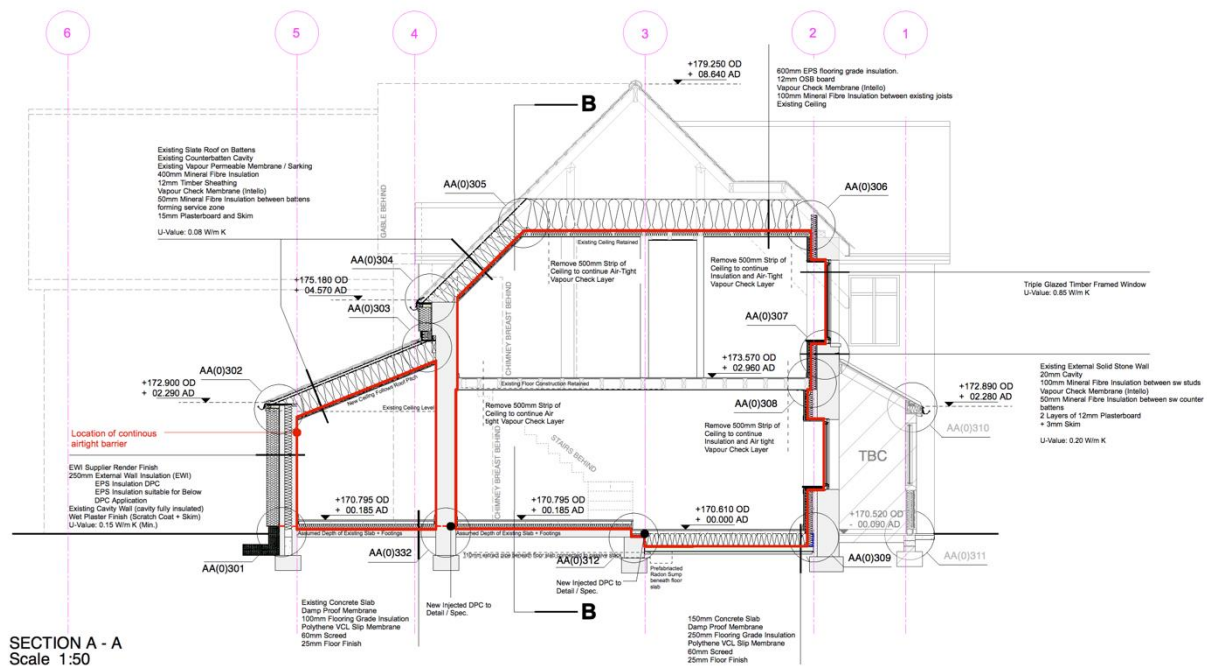 6
5
4
3
2
1
+179.250 OD
+ 08.640 AD
B
600mm EPS flooring grade insulation.
12mm OSB board
Vapour Check Membrane (Intello)
100mm Mineral Fibre Insulation between existing joists
Existing Ceiling
Existing Slate Roof on Battens
Existing Counterbatten Cavity
Existing Vapour Permeable Membrane / Sarking
400mm Mineral Fibre Insulation
12mm Timber Sheathing
Vapour Check Membrane (Intello)
50mm Mineral Fibre Insulation between battens
forming service zone
15mm Plasterboard and Skim
U-Value: 0.08 W/m K
GABLE BEHIND
AA(0)305
AA(0)306
Existing Ceiling Retained
Remove 500mm Strip of
Ceiling to continue Air-Tight
Vapour Check Layer
Remove 500mm Strip of
Ceiling to continue
Insulation and Air-Tight
Vapour Check Layer
AA(0)304
+175.180 OD
+ 04.570 AD
AA(0)303
CHIMNEY BREAST BEHIND
Triple Glazed Timber Framed Window
U-Value: 0.85 W/m K
AA(0)307
+173.570 OD
+ 02.960 AD
Existing External Solid Stone Wall
20mm Cavity
100mm Mineral Fibre Insulation between sw studs
Vapour Check Membrane (Intello)
50mm Mineral Fibre Insulation between sw counter
battens
2 Layers of 12mm Plasterboard
+ 3mm Skim
U-Value: 0.20 W/m K
AA(0)302
+172.900 OD
+ 02.290 AD
New Ceiling Follows Roof Pitch
Existing Ceiling Level
Existing Floor Construction Retained
+172.890 OD
+ 02.280 AD
AA(0)308
AA(0)310
Remove 500mm Strip of
Ceiling to continue Air
tight Vapour Check Layer
Remove 500mm Strip of
Ceiling to continue
Insulation and Air tight
Vapour Check Layer
Location of continous
airtight barrier
STAIRS BEHIND
CHIMNEY BREAST BEHIND
TBC
EWI Supplier Render Finish
250mm External Wall Insulation (EWI)
EPS Insulation DPC
EPS Insulation suitable for Below
DPC Application
Existing Cavity Wall (cavity fully insulated)
Wet Plaster Finish (Scratch Coat + Skim)
U-Value: 0.15 W/m K (Min.)
+170.795 OD
+ 00.185 AD
+170.795 OD
+ 00.185 AD
+170.610 OD
+ 00.000 AD
+170.520 OD
- 00.090 AD
Assumed Depth of Existing Slab + Footings
Assumed Depth of Existing Slab + Footings
AA(0)301
AA(0)332
AA(0)312
AA(0)309
AA(0)311
Prefabriacted
Radon Sump
beneath floor
slab
New Injected DPC to
Detail / Spec.
New Injected DPC to
Detail / Spec.
B
Existing Concrete Slab
Damp Proof Membrane
100mm Flooring Grade Insulation
Polythene VCL Slip Membrane
60mm Screed
25mm Floor Finish
150mm Concrete Slab
Damp Proof Membrane
250mm Flooring Grade Insulation
Polythene VCL Slip Membrane
60mm Screed
25mm Floor Finish
SECTION A - A
Scale 1:50